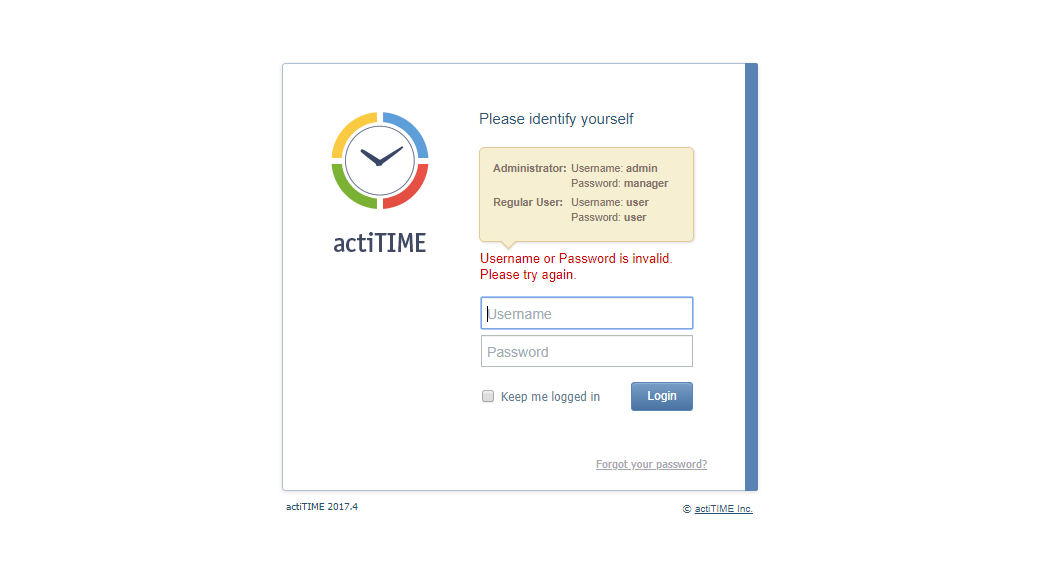 actiTIME
Please identify yourself
Administrator: Username: admin
Password: manager
Regular User: Username: user
Password: user
Username or Password is invalid.
Please try again.
Username
Password
Keep me logged in
Login
Forgot your password?
actiTIME 2017.4
© actiTIME Inc.